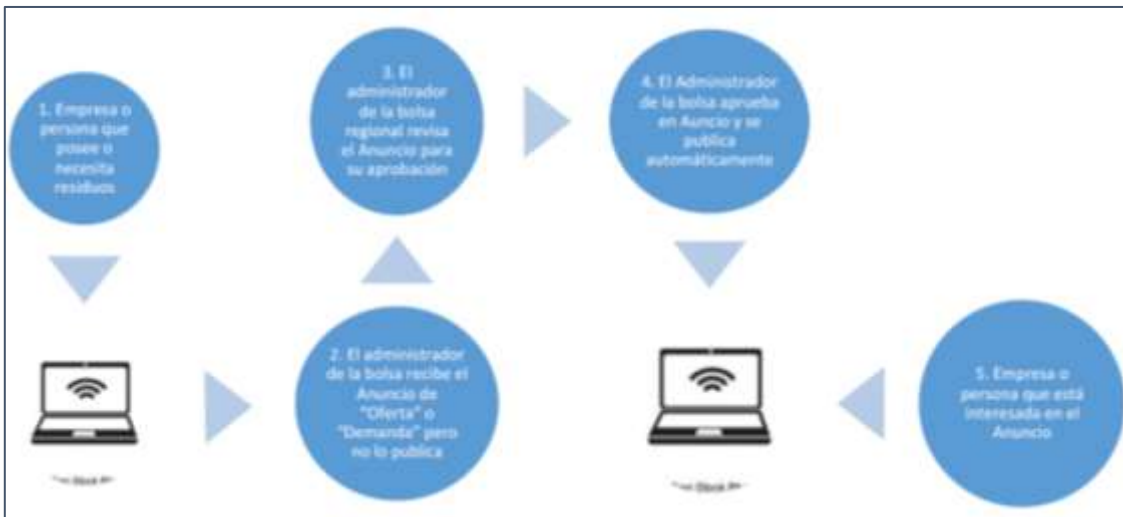 1. Empresa o
persona que
posee o
necesita
residuos
2. El administrador
de la bolsa recibe el
Anuncio de
"Oferta" o
"Demanda" pero
no lo publica
3. El
administrador
de la bolsa
regional revisa
el Anuncio para
su aprobación
4. El Administrador
de la bolsa aprueba
en Auncio y se
publica
automáticamente
5. Empresa o
persona que está
interesada en el
Anuncio